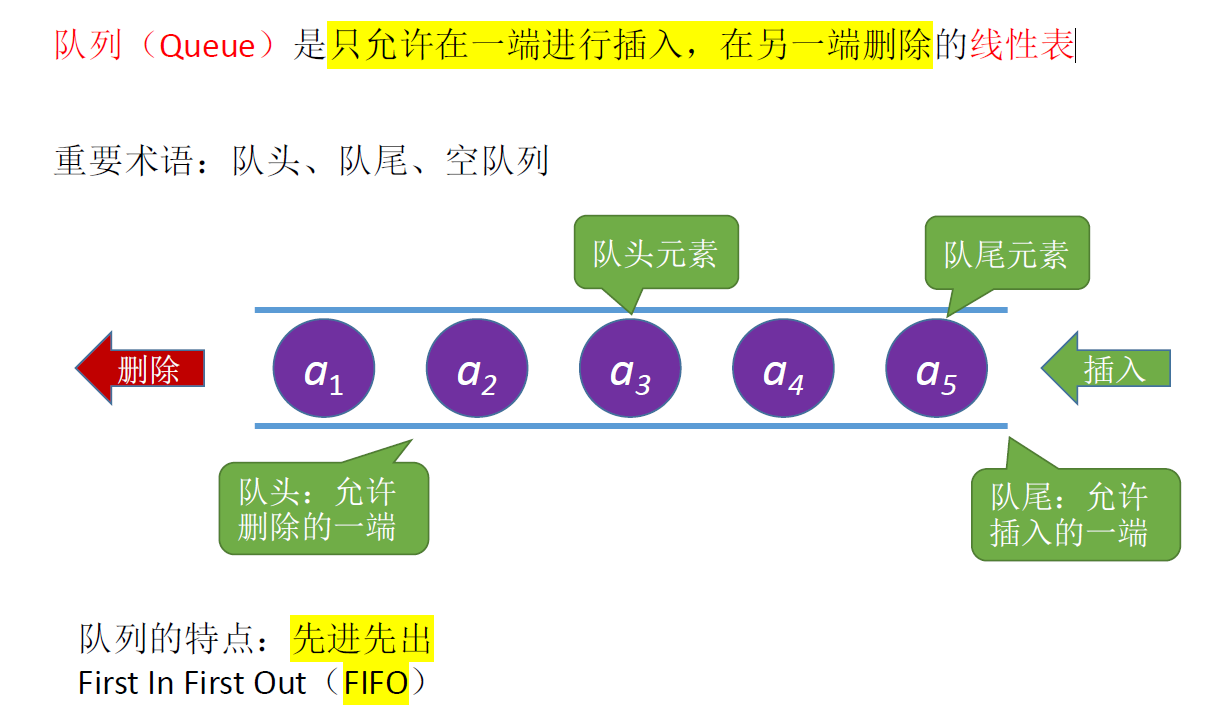 队列（Queue）是只允许在一端进行插入，在另一端删除的线性表
重要术语：队头、队尾、空队列
队头元素
队尾元素
删除
a1
a2
a3
a4
a5
插入
队头：允许
删除的一端
队尾：允许
插入的一端
队列的特点：先进先出
First In First Out（FIFO）